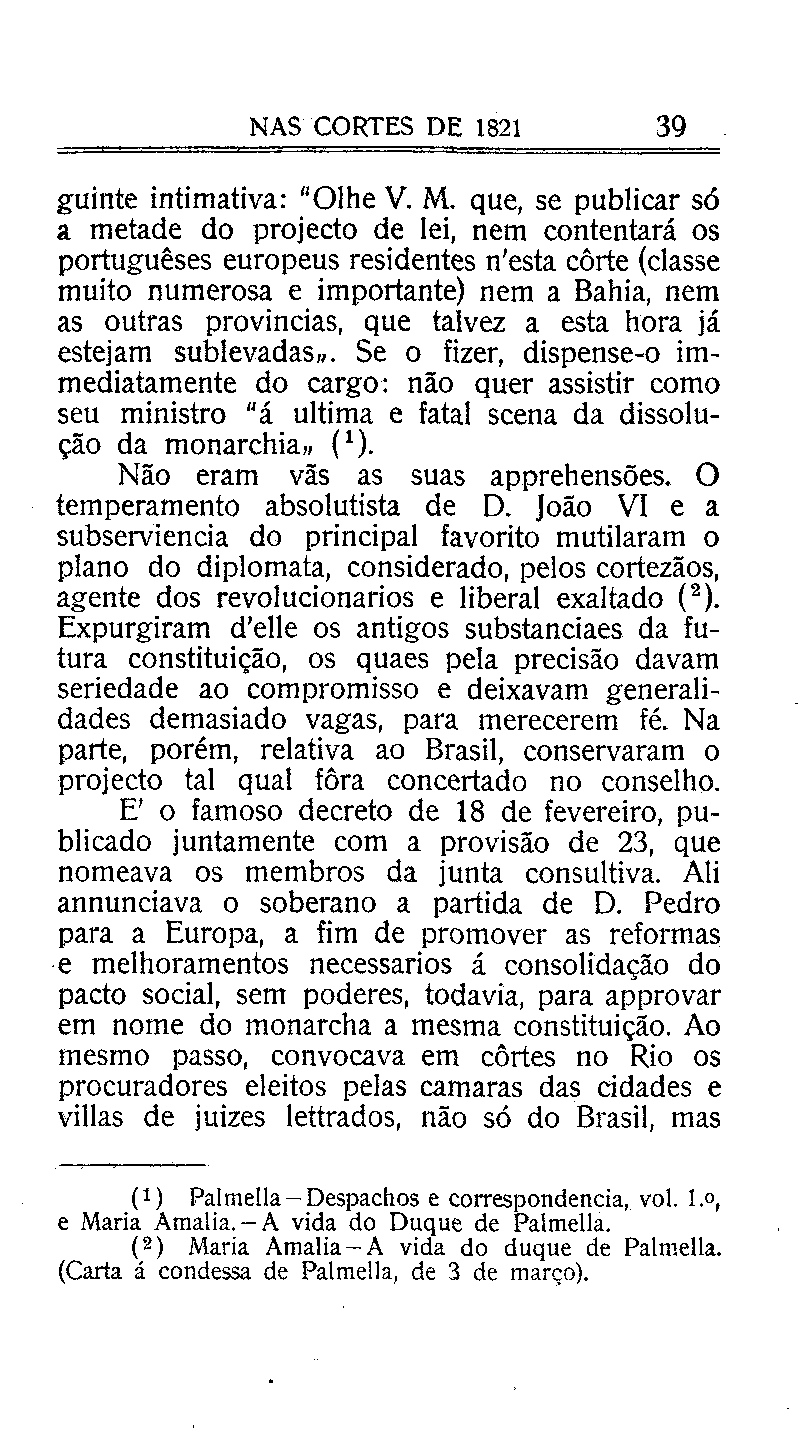 NAS CORTES DE 1821 39
guinte intimativa: "Olhe V. M. que, se publicar só
a metade do projecto de lei, nem contentará os
portuguêses europeus residentes n'esta côrte (classe
muito numerosa e importante) nem a Bahia, nem
as outras provincias, que talvez a esta hora já
estejam sublevadas„. Se o fizer, dispense-o im-
mediatamente do cargo: não quer assistir como
seu ministro "á ultima e fatal scena da dissolu-
ção da monarchia„ (¹).
Não eram vãs as suas apprehensões. O
temperamento absolutista de D. João VI e a
subserviencia do principal favorito mutilaram o
plano do diplomata, considerado, pelos cortezãos,
agente dos revolucionarios e liberal exaltado (²).
Expurgiram d'elle os antigos substanciaes da fu-
tura constituição, os quaes pela precisão davam
seriedade ao compromisso e deixavam generali-
dades demasiado vagas, para merecerem fé. Na
parte, porém, relativa ao Brasil, conservaram o
projecto tal qual fôra concertado no conselho.
E' o famoso decreto de 18 de fevereiro, pu-
blicado juntamente com a provisão de 23, que
nomeava os membros da junta consultiva. Ali
annunciava o soberano a partida de D. Pedro
para a Europa, a fim de promover as reformas
e melhoramentos necessarios á consolidação do
pacto social, sem poderes, todavia, para approvar
em nome do monarcha a mesma constituição. Ao
mesmo passo, convocava em côrtes no Rio os
procuradores eleitos pelas camaras das cidades e
villas de juizes lettrados, não só do Brasil, mas
(¹) Palmella—Despachos e correspondencia, vol. I.º,
e Maria Amalia.—A vida do Duque de Palmella.
(²) Maria Amalia—A vida do duque de Palmella.
(Carta á condessa de Palmella, de 3 de março).